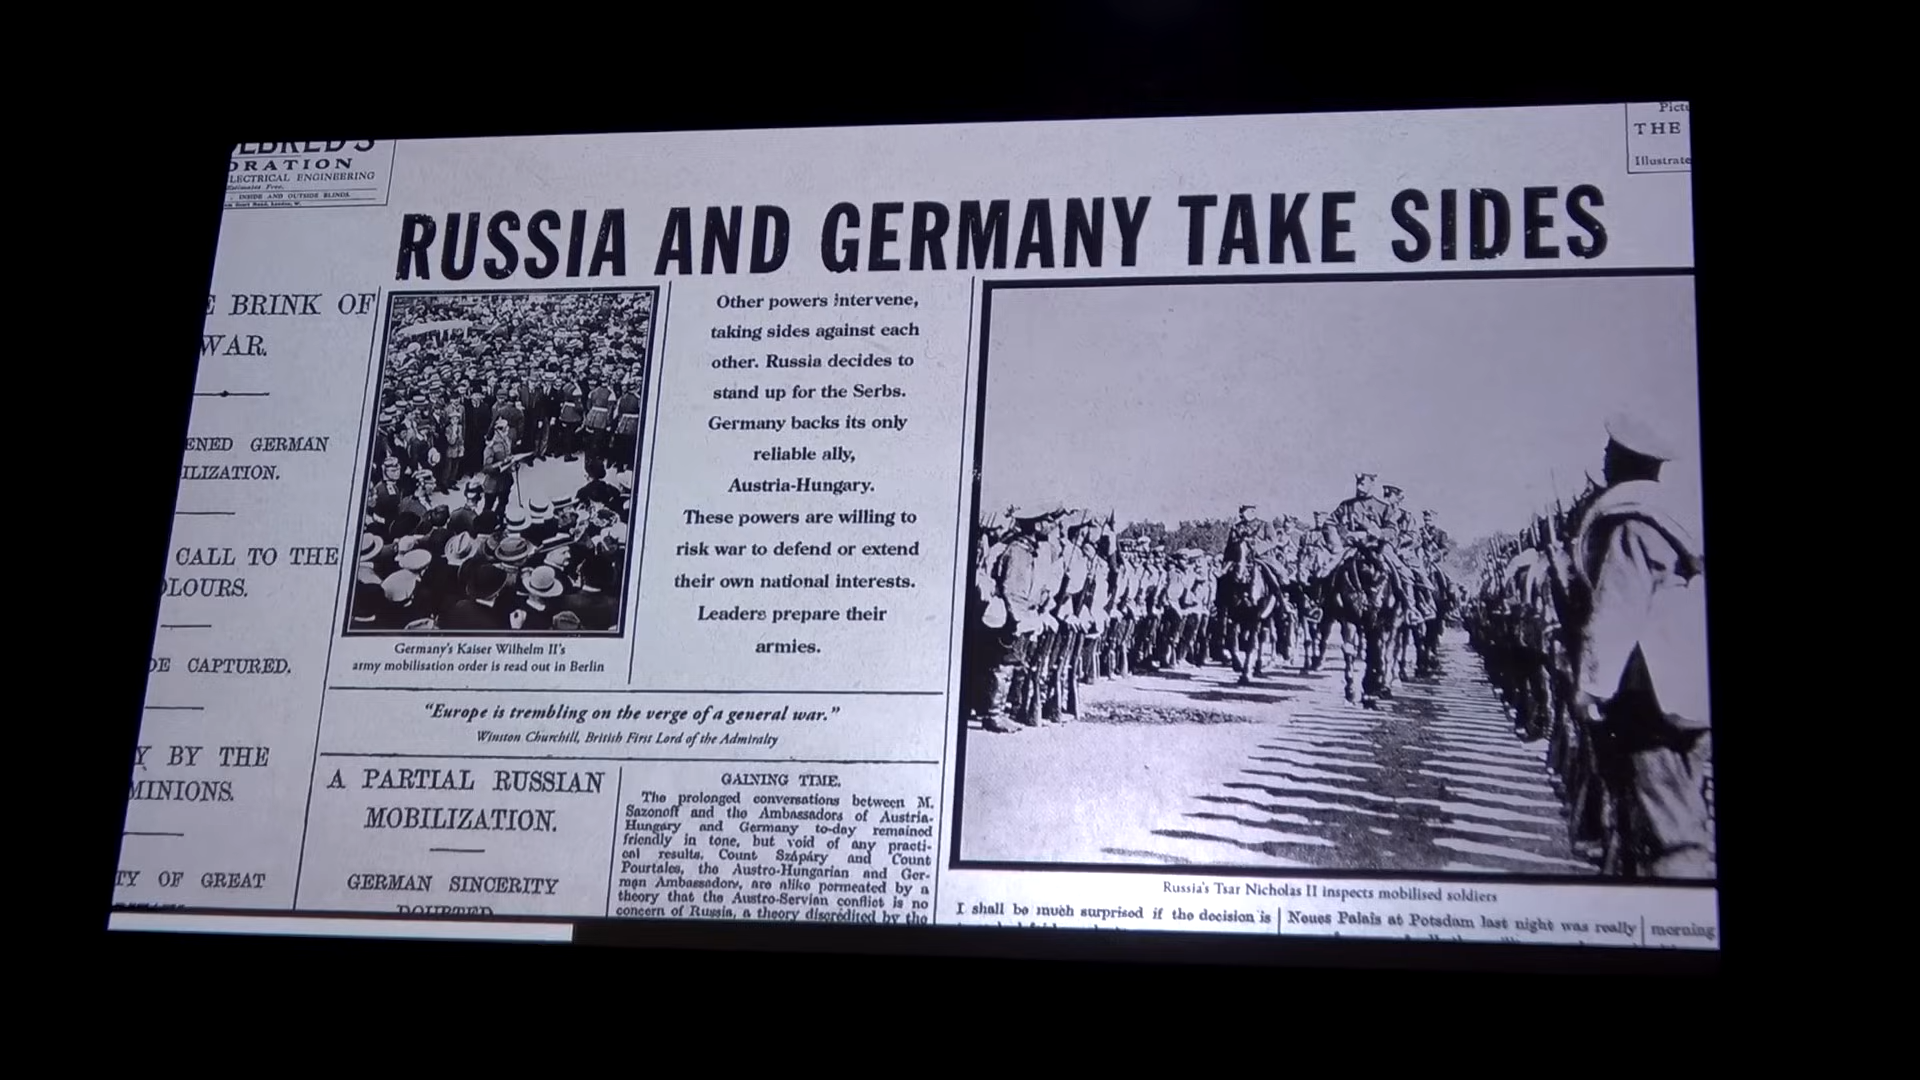 ORATION
LECTRICAL ENGINEERING
Estimates Free.
INSIDE AND OUTSIDE BLINDS.
THE
RUSSIA AND GERMANY TAKE SIDES
BRINK OF
WAR.
GERMAN
CALL TO THE
CAPTURED.
BY THE
OF GREAT
Germany's Kaiser Wilhelm II's
army mobilisation order is read out in Berlin
Other powers intervene,
taking sides against each
other. Russia decides to
stand up for the Serbs.
Germany backs its only
reliable ally,
Austria-Hungary.
These powers are willing to
risk war to defend or extend
their own national interests.
Leaders prepare their
armies.
"Europe is trembling on the verge of a general war."
Winston Churchill, British First Lord of the Admiralty
A PARTIAL RUSSIAN
MOBILIZATION.
GERMAN SINCERITY
DOUBTED
GAINING TIME.
The prolonged conversations between M.
Sazonoff and the Ambassadors of Austria-
Hungary and Germany to-day remained
friendly in tone, but void of any practi-
cal results. Count Szápáry and Count
Pourtales, the Austro-Hungarian and Ger-
man Ambassadors, are alike permeated by a
theory that the Austro-Servian conflict is no
concern of Russia, a theory discredited by the
Russia's Tsar Nicholas II inspects mobilised soldiers
I shall be much surprised if the decision is
Neues Palais at Potsdam last night was really
morning